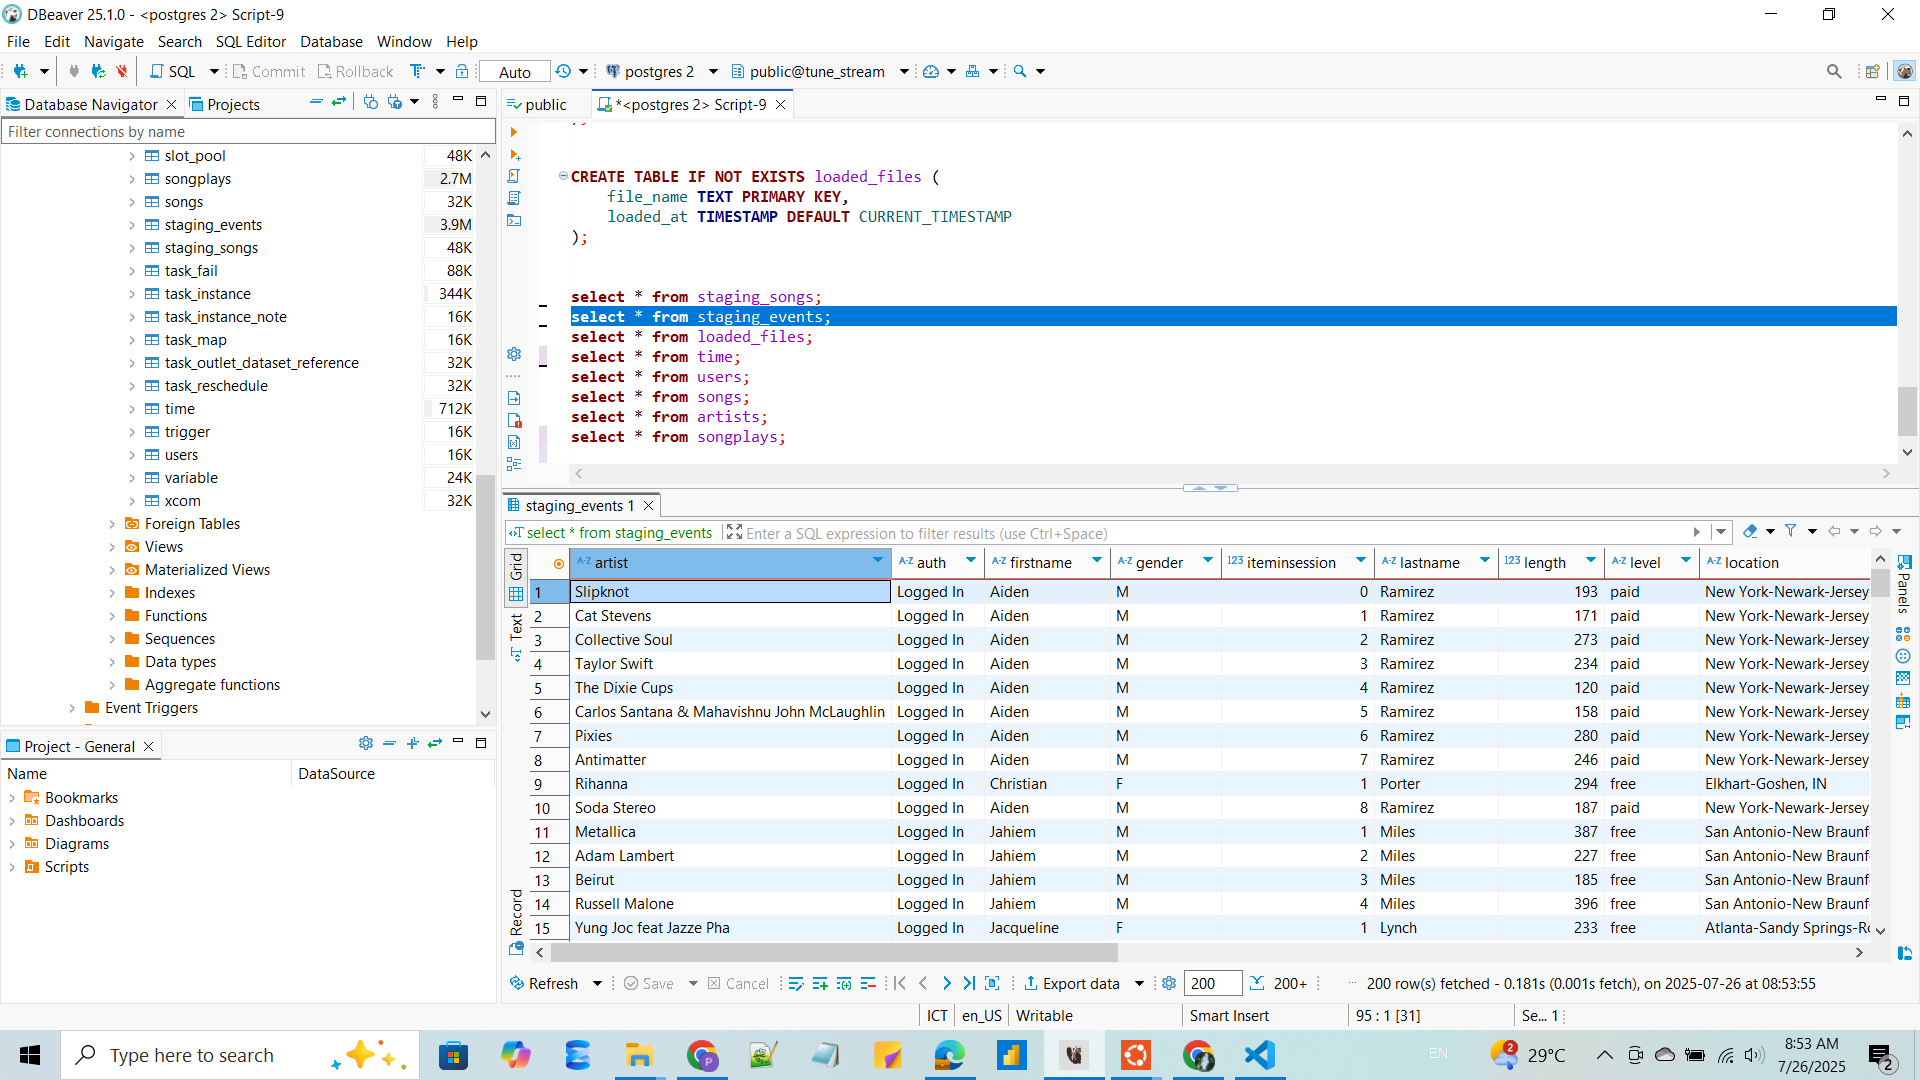 DBeaver 25.1.0 - <postgres 2> Script-9
File Edit Navigate Search SQL Editor Database Window Help
SQL Commit Rollback Auto postgres 2 public@tune_stream
Database Navigator Projects
Filter connections by name
slot_pool 48K
songplays 2.7M
songs 32K
staging_events 3.9M
staging_songs 48K
task_fail 88K
task_instance 344K
task_instance_note 16K
task_map 16K
task_outlet_dataset_reference 32K
task_reschedule 32K
time 712K
trigger 16K
users 16K
variable 24K
xcom 32K
Foreign Tables
Views
Materialized Views
Indexes
Functions
Sequences
Data types
Aggregate functions
Event Triggers
Project - General
Name DataSource
Bookmarks
Dashboards
Diagrams
Scripts
public *<postgres 2> Script-9
CREATE TABLE IF NOT EXISTS loaded_files (
file_name TEXT PRIMARY KEY,
loaded_at TIMESTAMP DEFAULT CURRENT_TIMESTAMP
);
select * from staging_songs;
select * from staging_events;
select * from loaded_files;
select * from time;
select * from users;
select * from songs;
select * from artists;
select * from songplays;
staging_events 1
select * from staging_events Enter a SQL expression to filter results (use Ctrl+Space)
Grid
Text
Record
Panels
A-Z artist A-Z auth A-Z firstname A-Z gender 123 iteminsession A-Z lastname 123 length A-Z level A-Z location
1 Slipknot Logged In Aiden M 0 Ramirez 193 paid New York-Newark-Jersey
2 Cat Stevens Logged In Aiden M 1 Ramirez 171 paid New York-Newark-Jersey
3 Collective Soul Logged In Aiden M 2 Ramirez 273 paid New York-Newark-Jersey
4 Taylor Swift Logged In Aiden M 3 Ramirez 234 paid New York-Newark-Jersey
5 The Dixie Cups Logged In Aiden M 4 Ramirez 120 paid New York-Newark-Jersey
6 Carlos Santana & Mahavishnu John McLaughlin Logged In Aiden M 5 Ramirez 158 paid New York-Newark-Jersey
7 Pixies Logged In Aiden M 6 Ramirez 280 paid New York-Newark-Jersey
8 Antimatter Logged In Aiden M 7 Ramirez 246 paid New York-Newark-Jersey
9 Rihanna Logged In Christian F 1 Porter 294 free Elkhart-Goshen, IN
10 Soda Stereo Logged In Aiden M 8 Ramirez 187 paid New York-Newark-Jersey
11 Metallica Logged In Jahiem M 1 Miles 387 free San Antonio-New Braunf
12 Adam Lambert Logged In Jahiem M 2 Miles 227 free San Antonio-New Braunf
13 Beirut Logged In Jahiem M 3 Miles 185 free San Antonio-New Braunf
14 Russell Malone Logged In Jahiem M 4 Miles 396 free San Antonio-New Braunf
15 Yung Joc feat Jazze Pha Logged In Jacqueline F 1 Lynch 233 free Atlanta-Sandy Springs-Ro
Refresh Save Cancel Export data 200 200+ ... 200 row(s) fetched - 0.181s (0.001s fetch), on 2025-07-26 at 08:53:55
ICT en_US Writable Smart Insert 95 : 1 [31] Se... 1
Type here to search
EN 2 29°C 8:53 AM
7/26/2025 2